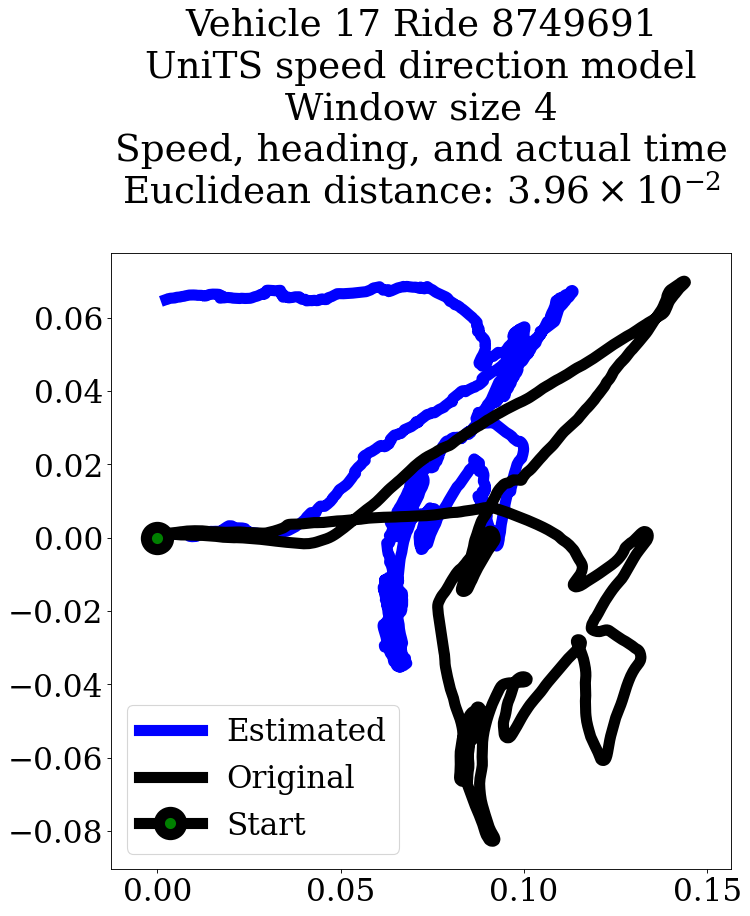 Vehicle 17 Ride 8749691
UniTS speed direction model
Window size 4
Speed, heading, and actual time
Euclidean distance: 3.96 × 10⁻²
0.06
0.04
0.02
0.00
−0.02
−0.04
−0.06
−0.08
Estimated
Original
Start
0.00 0.05 0.10 0.15